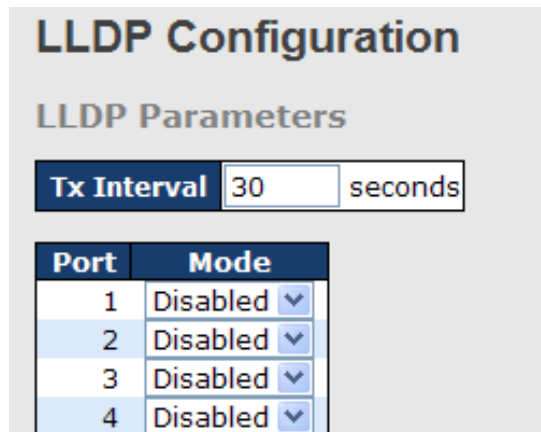 LLDP Configuration
LLDP Parameters
Tx Interval 30 seconds
Port Mode
1 Disabled
2 Disabled
3 Disabled
4 Disabled